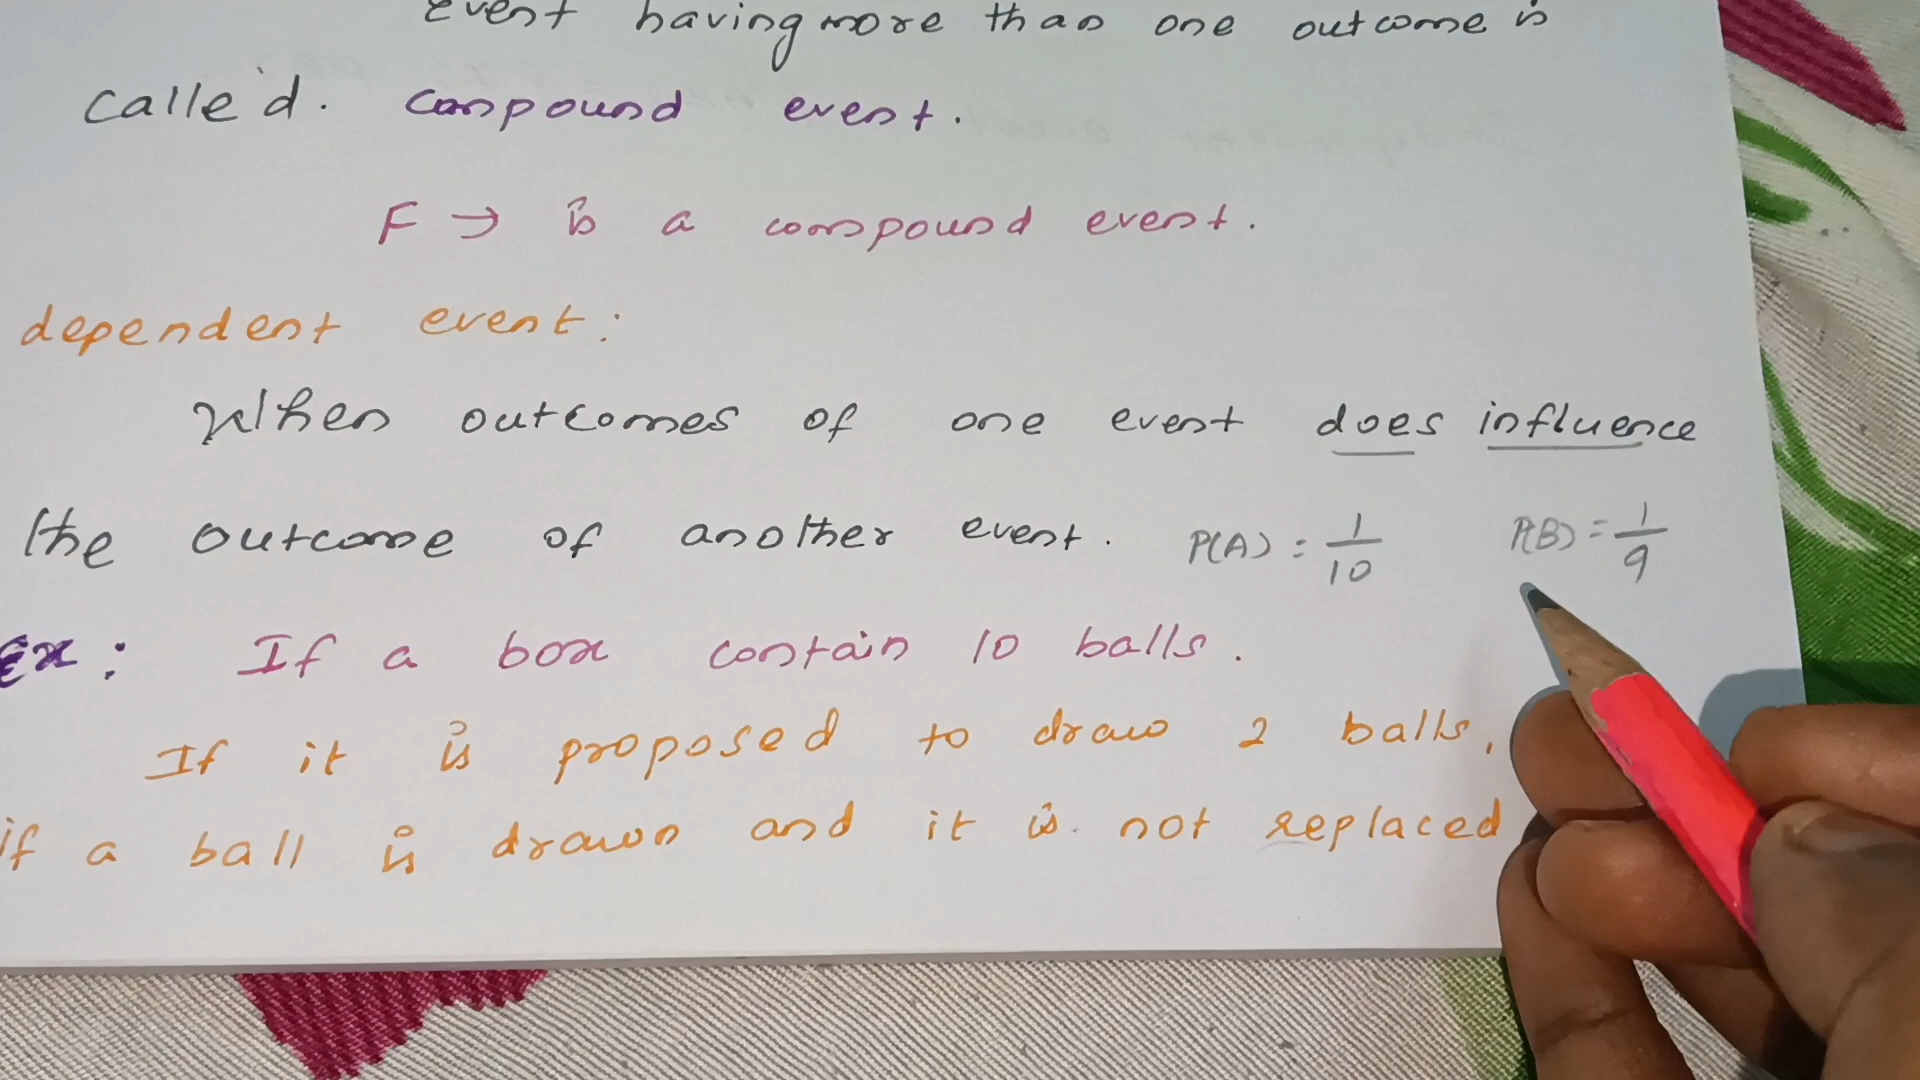 event having more than one outcome is
called. compound event.
F → is a compound event.
dependent event:
When outcomes of one event does influence
the outcome of another event. P(A) = 1/10 P(B) = 1/9
Ex: If a box contain 10 balls.
If it is proposed to draw 2 balls,
if a ball is drawn and it is not replaced